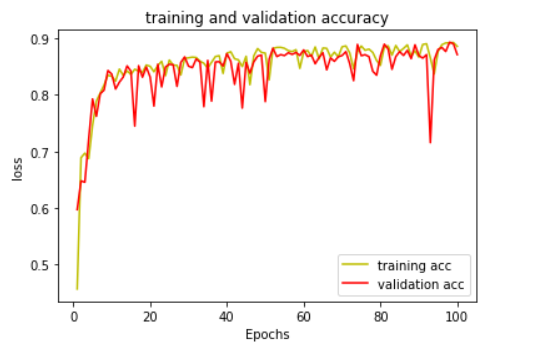 training and validation accuracy
0.9
0.8
0.7
0.6
0.5
loss
training acc
validation acc
0 20 40 60 80 100
Epochs